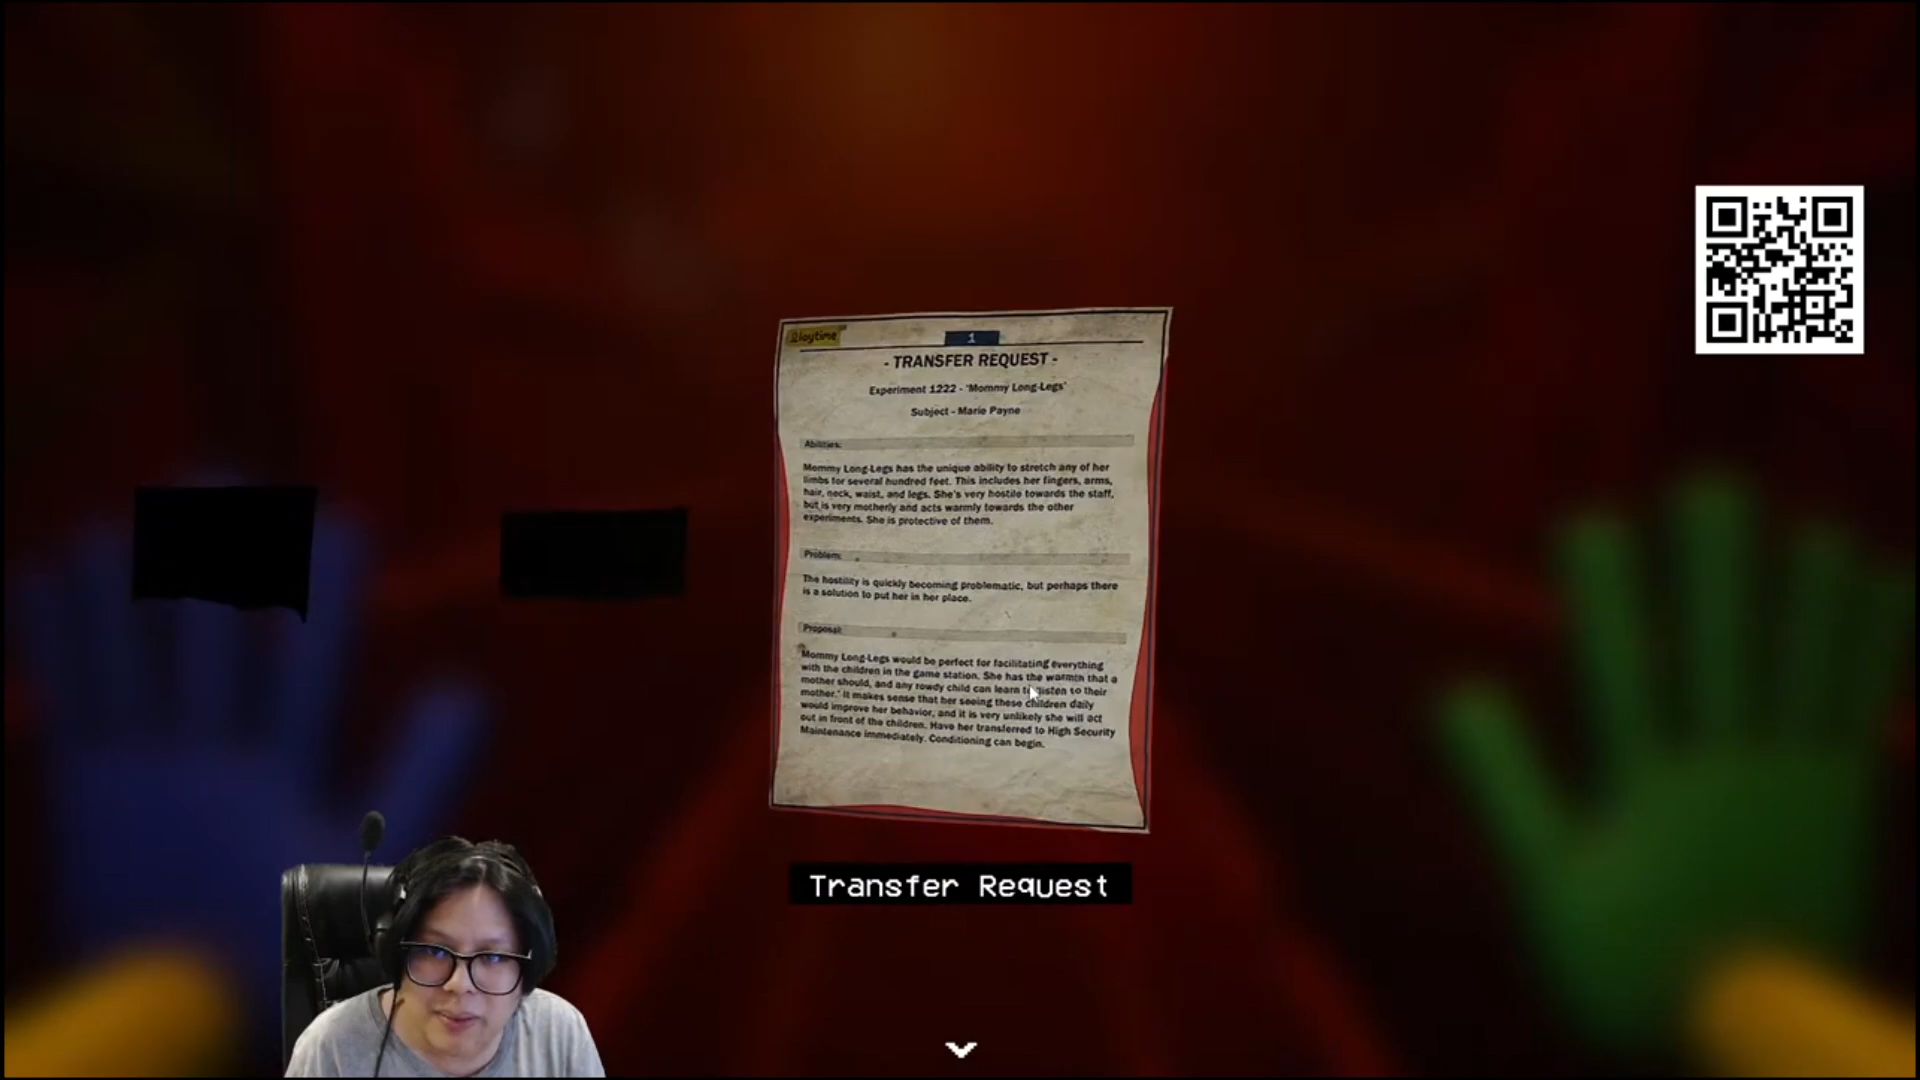 Playtime
1
- TRANSFER REQUEST -
Experiment 1222 - 'Mommy Long-Legs'
Subject - Marie Payne
Abilities:
Mommy Long-Legs has the unique ability to stretch any of her
limbs for several hundred feet. This includes her fingers, arms,
hair, neck, waist, and legs. She's very hostile towards the staff,
but is very motherly and acts warmly towards the other
experiments. She is protective of them.
Problem:
The hostility is quickly becoming problematic, but perhaps there
is a solution to put her in her place.
Proposal:
Mommy Long-Legs would be perfect for facilitating everything
with the children in the game station. She has the warmth that a
mother should, and any rowdy child can learn to 'listen to their
mother.' It makes sense that her seeing these children daily
would improve her behavior, and it is very unlikely she will act
out in front of the children. Have her transferred to High Security
Maintenance immediately. Conditioning can begin.
Transfer Request